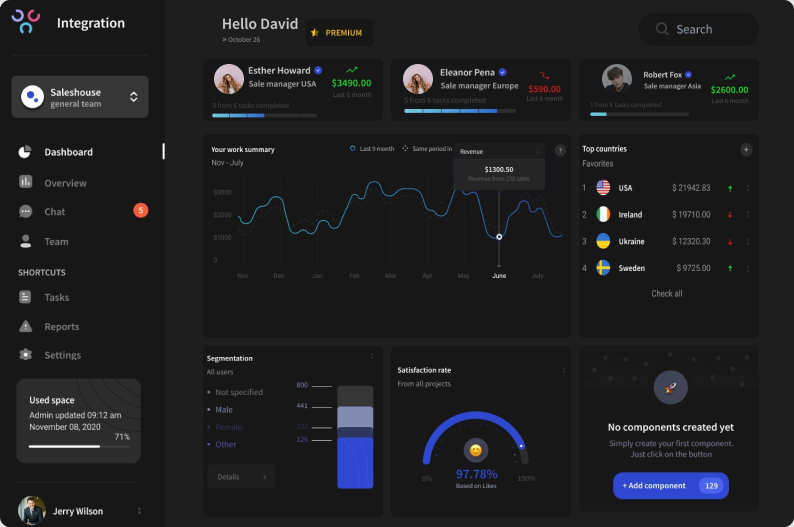 Integration
Saleshouse
general team
Dashboard
Overview
Chat
5
Team
SHORTCUTS
Tasks
Reports
Settings
Used space
Admin updated 09:12 am
November 08, 2020
71%
Jerry Wilson
Hello David
» October 26
PREMIUM
Search
Esther Howard
Sale manager USA
5 from 6 tasks completed
$3490.00
Last 6 month
Eleanor Pena
Sale manager Europe
5 from 6 tasks completed
$590.00
Last 6 month
Robert Fox
Sale manager Asia
1 from 6 tasks completed
$2600.00
Last 6 month
Your work summary
Nov - July
Last 9 month
Same period in
Revenue
$1300.50
Revenue from 230 sales
?
$3000
$2000
$1000
0
Nov Dec Jan Feb Mar Apr May June July
Top countries
+
Favorites
1 USA $ 21942.83
2 Ireland $ 19710.00
3 Ukraine $ 12320.30
4 Sweden $ 9725.00
Check all
Segmentation
All users
Not specified
Male
Female
Other
800
441
233
126
Details
Satisfaction rate
From all projects
0%
97.78%
100%
Based on Likes
No components created yet
Simply create your first component.
Just click on the button
+ Add component 129